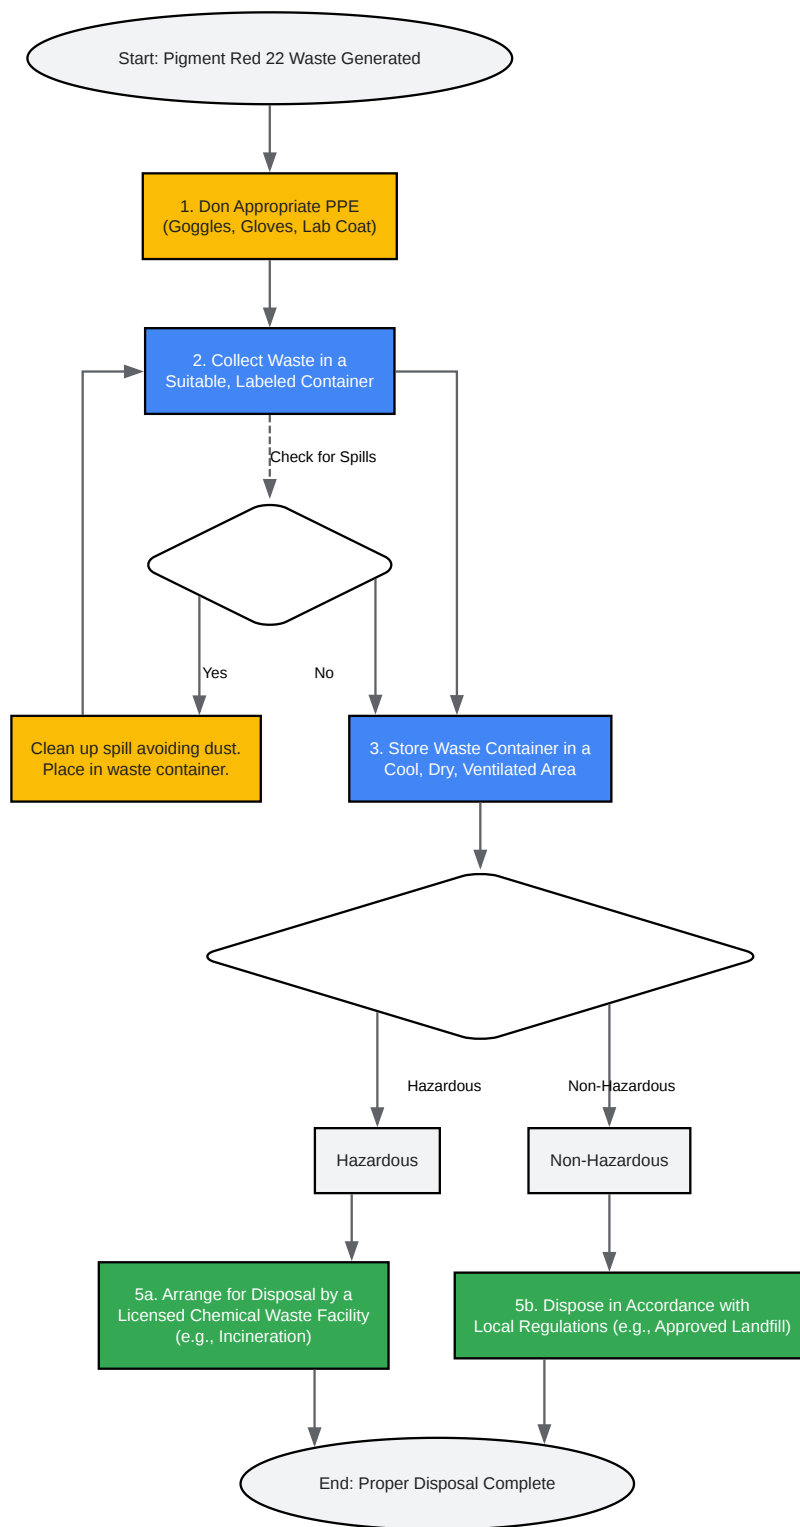 Start: Pigment Red 22 Waste Generated
1. Don Appropriate PPE
(Goggles, Gloves, Lab Coat)
2. Collect Waste in a
Suitable, Labeled Container
Check for Spills
Yes
No
Clean up spill avoiding dust.
Place in waste container.
3. Store Waste Container in a
Cool, Dry, Ventilated Area
Hazardous
Non-Hazardous
Hazardous
Non-Hazardous
5a. Arrange for Disposal by a
Licensed Chemical Waste Facility
(e.g., Incineration)
5b. Dispose in Accordance with
Local Regulations (e.g., Approved Landfill)
End: Proper Disposal Complete